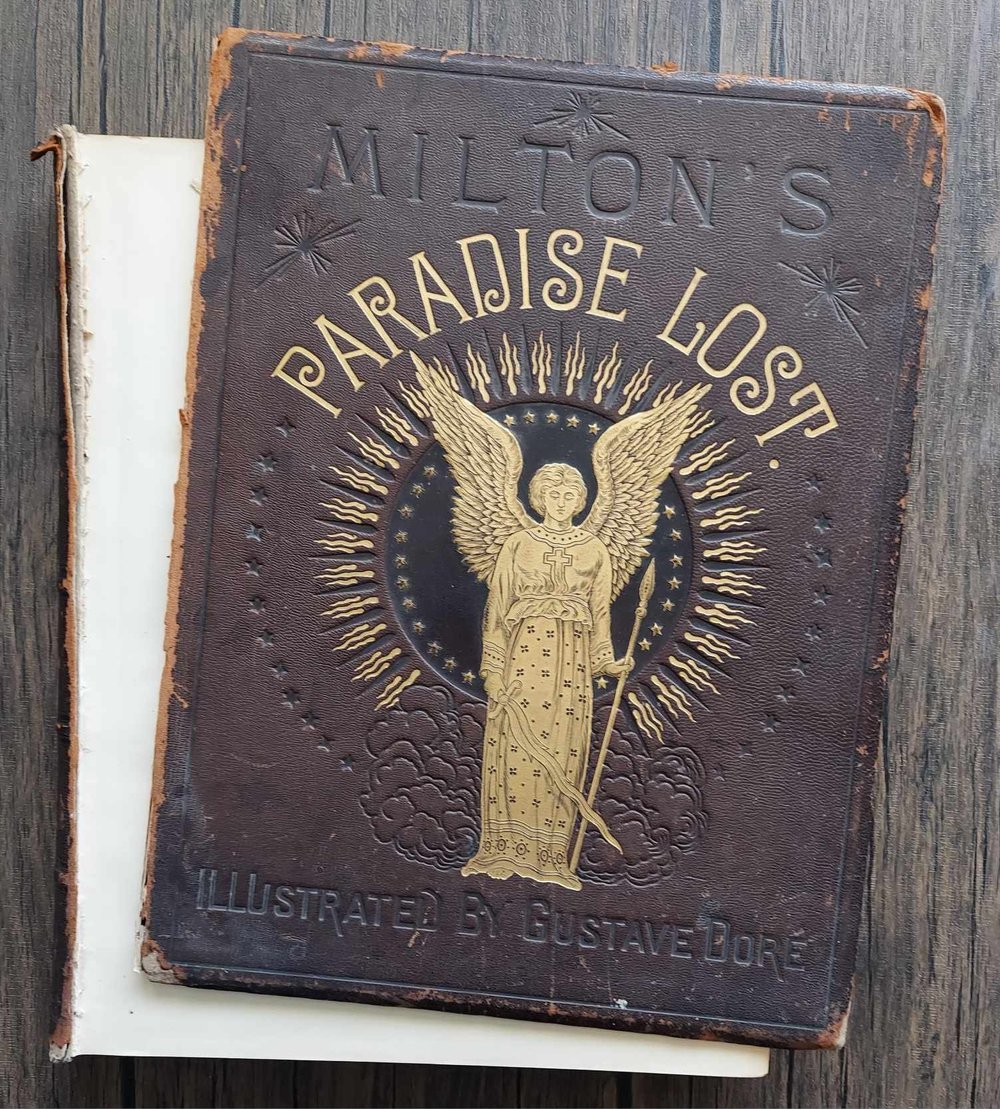 MILTON'S
PARADISE LOST.
ILLUSTRATED BY GUSTAVE DORÉ